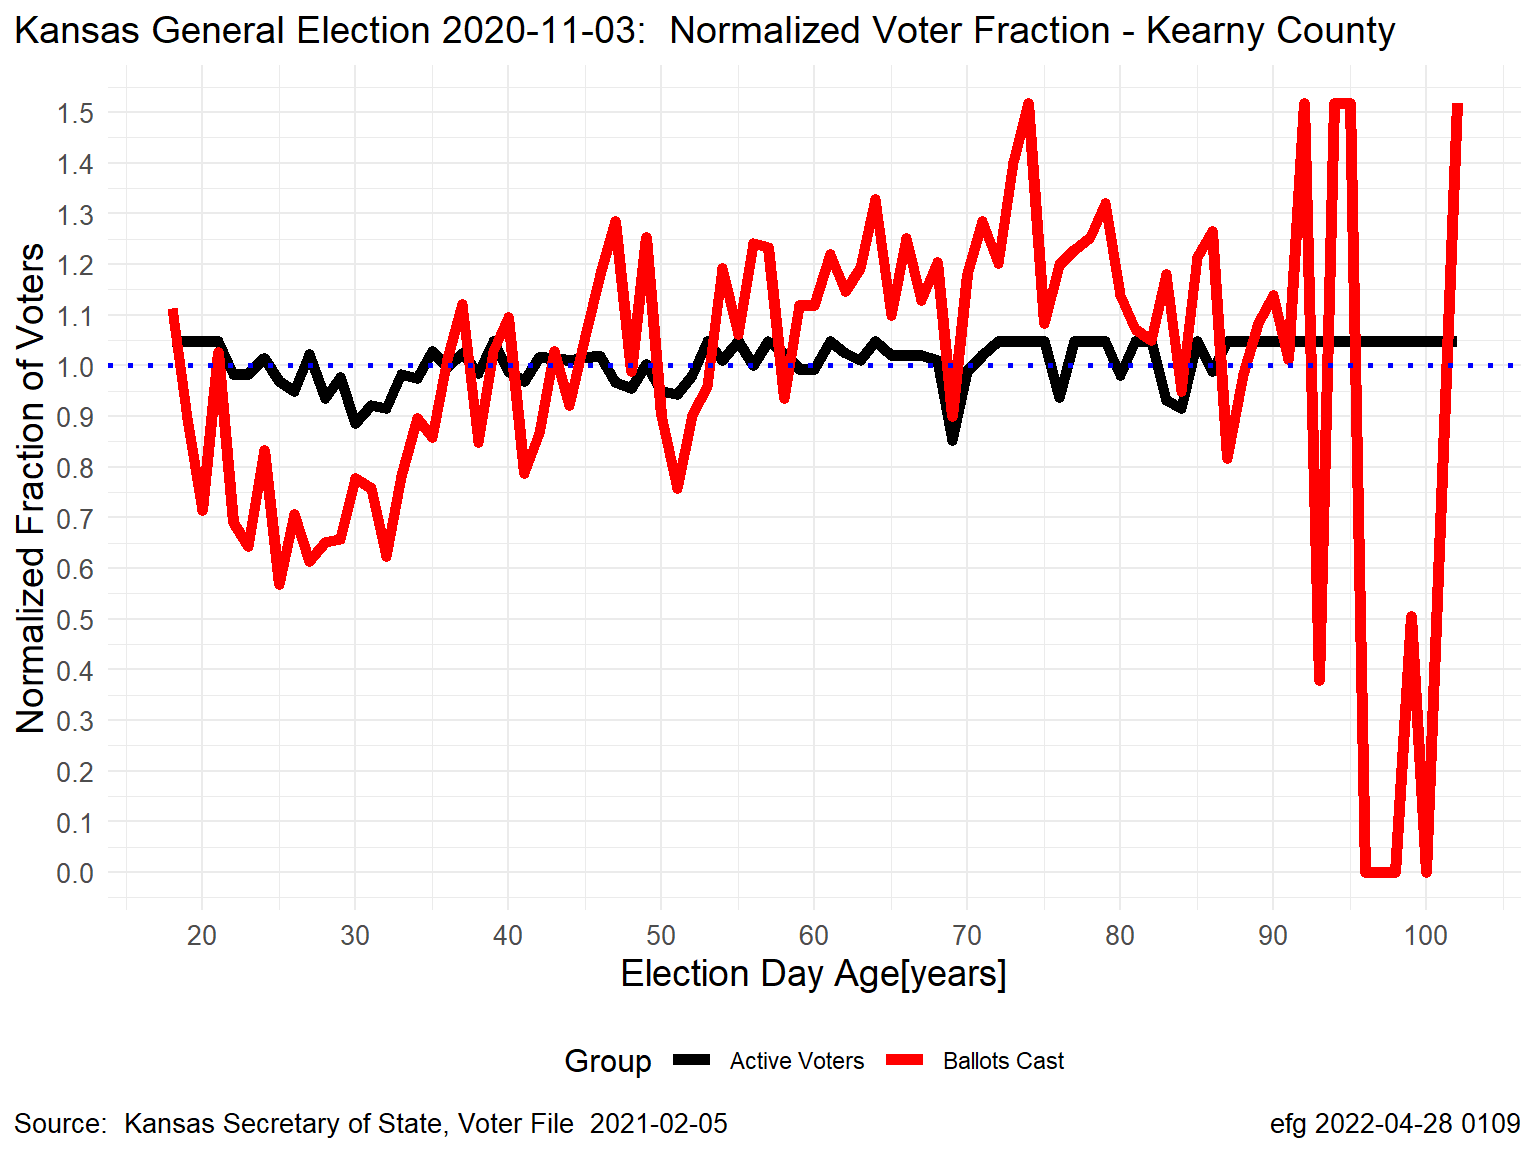 Kansas General Election 2020-11-03:  Normalized Voter Fraction - Kearny County
Normalized Fraction of Voters
1.5
1.4
1.3
1.2
1.1
1.0
0.9
0.8
0.7
0.6
0.5
0.4
0.3
0.2
0.1
0.0
20 30 40 50 60 70 80 90 100
Election Day Age[years]
Group Active Voters Ballots Cast
Source:  Kansas Secretary of State, Voter File  2021-02-05
efg 2022-04-28 0109